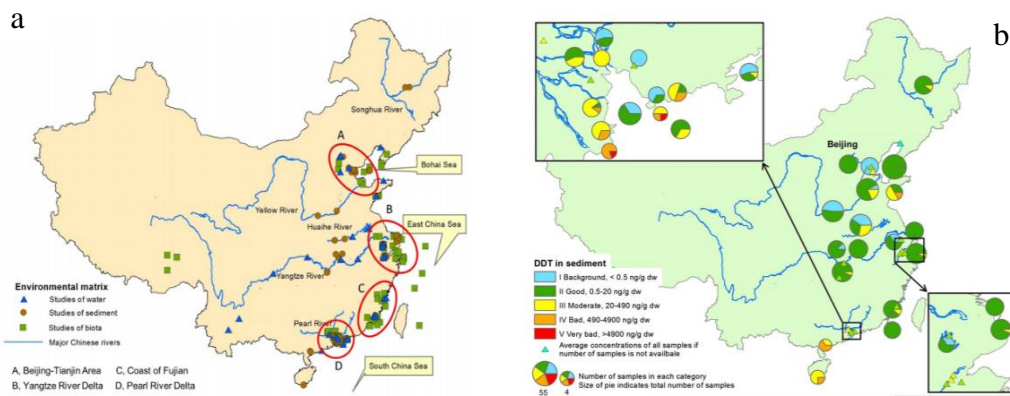 a
Songhua River
A
Bohai Sea
Yellow River
B
Huaihe River
East China Sea
Yangtze River
C
Pearl River
D
South China Sea
Environmental matrix
Studies of water
Studies of sediment
Studies of biota
Major Chinese rivers
A, Beijing-Tianjin Area
C, Coast of Fujian
B, Yangtze River Delta
D, Pearl River Delta
b
Beijing
DDT in sediment
I Background, < 0.5 ng/g dw
II Good, 0.5-20 ng/g dw
III Moderate, 20-490 ng/g dw
IV Bad, 490-4900 ng/g dw
V Very bad, >4900 ng/g dw
Average concentrations of all samples if
number of samples is not availbale
Number of samples in each category
Size of pie indicates total number of samples
55
4